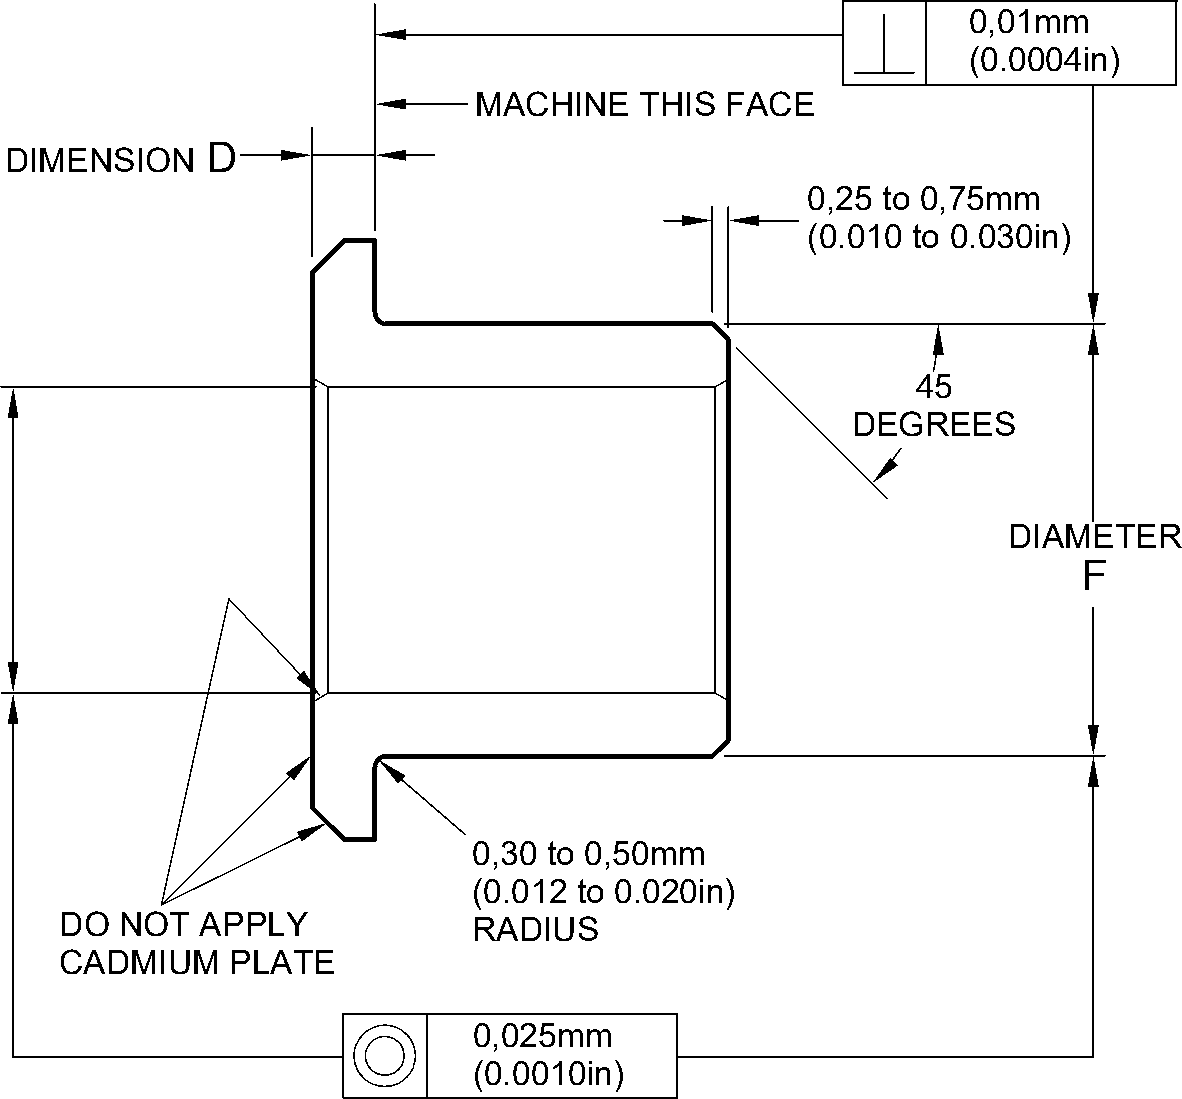 0,01mm
(0.0004in)
MACHINE THIS FACE
DIMENSION D
0,25 to 0,75mm
(0.010 to 0.030in)
45
DEGREES
DIAMETER
F
0,30 to 0,50mm
(0.012 to 0.020in)
RADIUS
DO NOT APPLY
CADMIUM PLATE
0,025mm
(0.0010in)